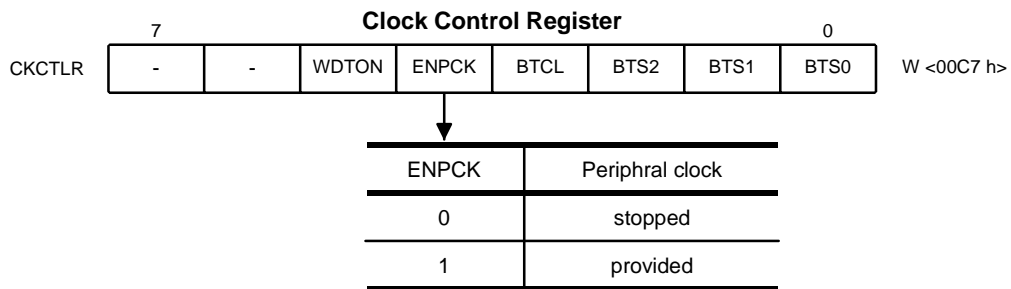 Clock Control Register
7 0
CKCTLR - - WDTON ENPCK BTCL BTS2 BTS1 BTS0 W <00C7 h>
ENPCK Periphral clock
0 stopped
1 provided